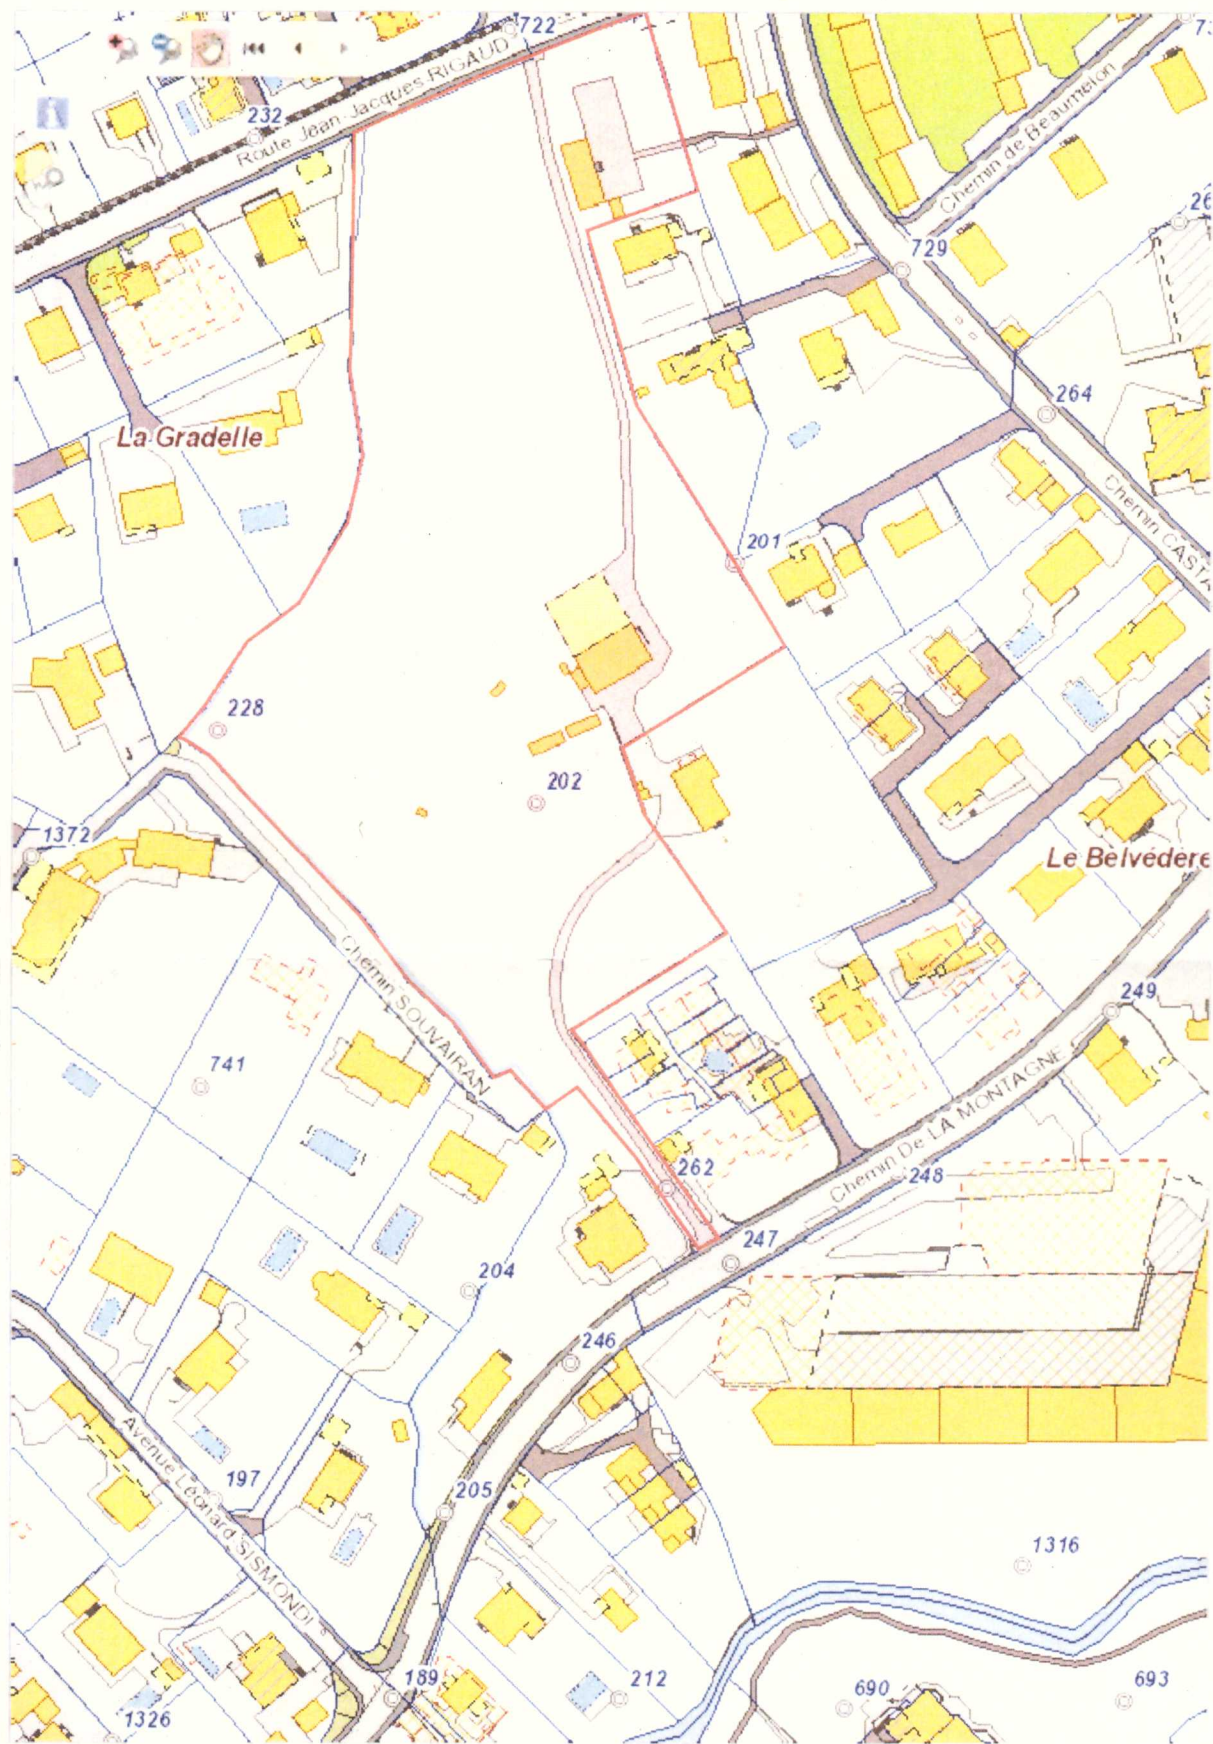 722
232
Route Jean-Jacques-RIGAUD
Chemin de Beaumelon
729
264
La Gradelle
Chemin CASTA
201
228
202
1372
Le Belvédère
Chemin SOUVAIRAN
249
741
Chemin De LA MONTAGNE
262
248
247
204
246
197
205
Avenue Léonard SISMONDI
1316
189
212
690
693
1326